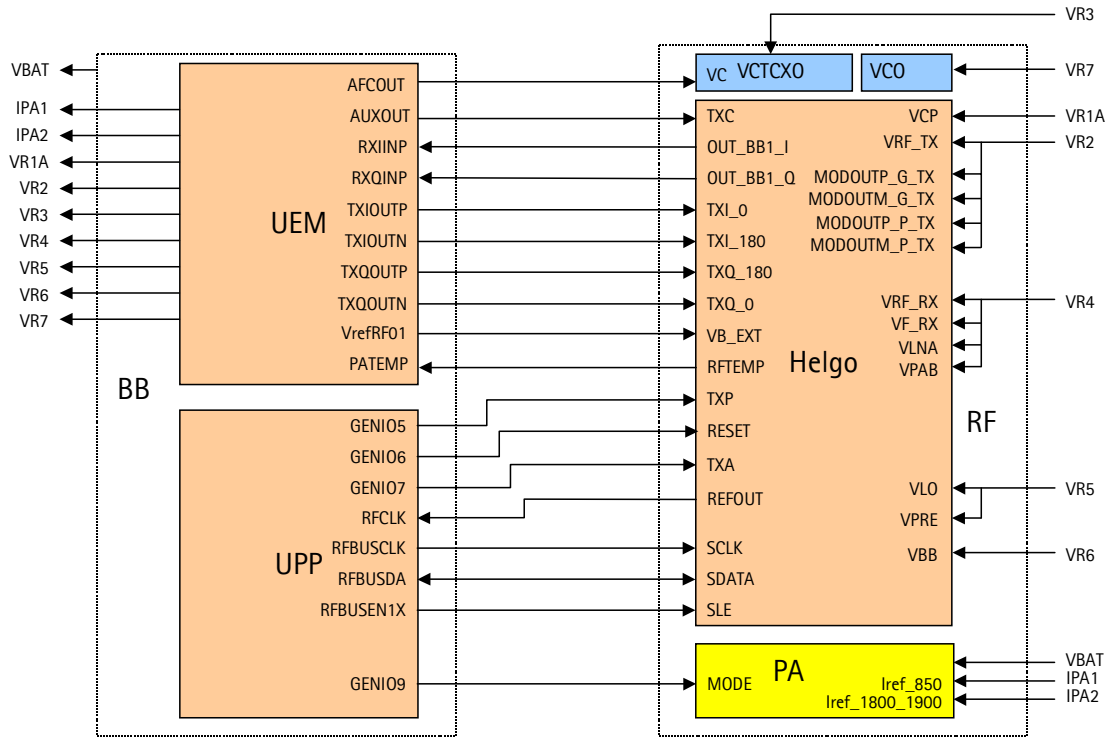 VR3
VBAT
IPA1
IPA2
VR1A
VR2
VR3
VR4
VR5
VR6
VR7
BB
UEM
AFCOUT
AUXOUT
RXIINP
RXQINP
TXIOUTP
TXIOUTN
TXQOUTP
TXQOUTN
VrefRF01
PATEMP
UPP
GENIO5
GENIO6
GENIO7
RFCLK
RFBUSCLK
RFBUSDA
RFBUSEN1X
GENIO9
VC VCTCXO
VCO
Helgo
TXC
OUT_BB1_I
OUT_BB1_Q
TXI_0
TXI_180
TXQ_180
TXQ_0
VB_EXT
RFTEMP
TXP
RESET
TXA
REFOUT
SCLK
SDATA
SLE
VCP
VRF_TX
MODOUTP_G_TX
MODOUTM_G_TX
MODOUTP_P_TX
MODOUTM_P_TX
VRF_RX
VF_RX
VLNA
VPAB
VLO
VPRE
VBB
RF
PA
MODE
Iref_850
Iref_1800_1900
VR7
VR1A
VR2
VR4
VR5
VR6
VBAT
IPA1
IPA2